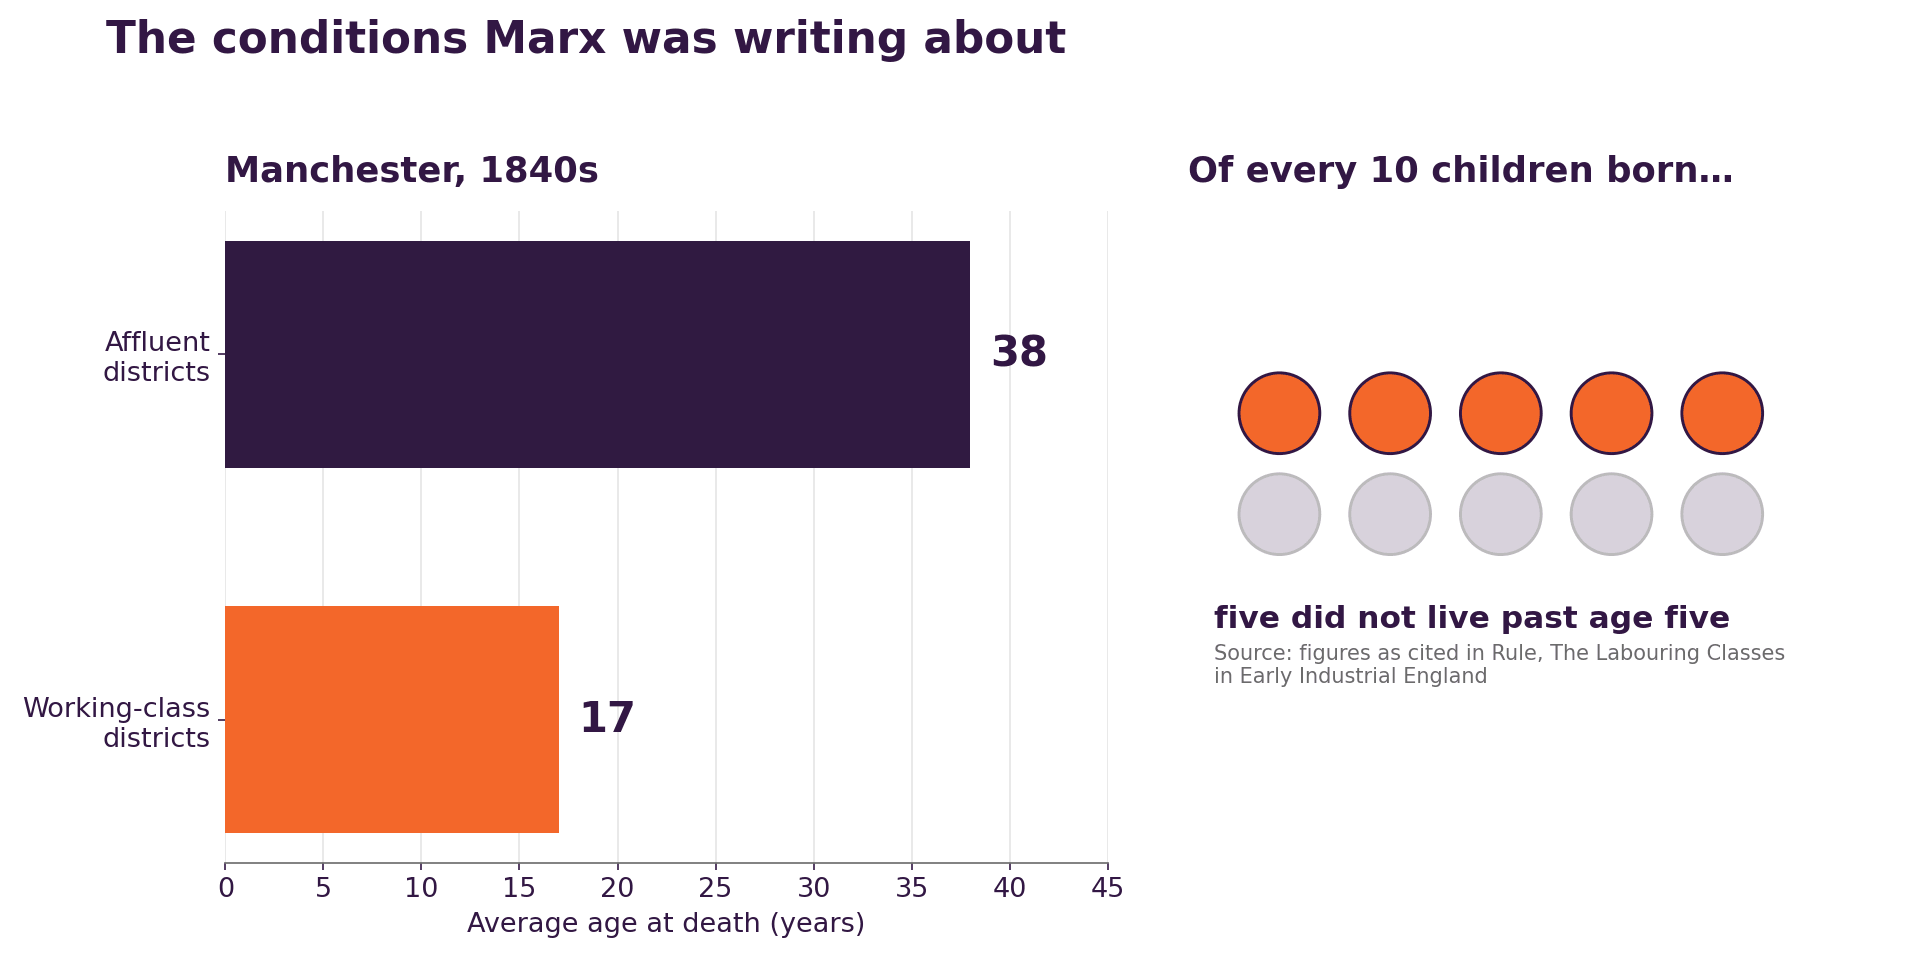 The conditions Marx was writing about
Manchester, 1840s
Affluent
districts
38
Working-class
districts
17
0 5 10 15 20 25 30 35 40 45
Average age at death (years)
Of every 10 children born…
five did not live past age five
Source: figures as cited in Rule, The Labouring Classes
in Early Industrial England